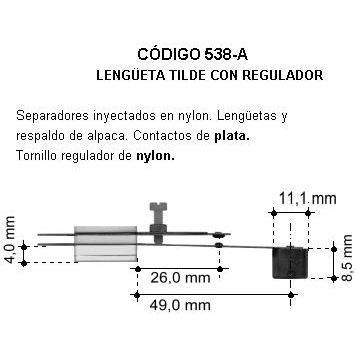 CÓDIGO 538-A
LENGÜETA TILDE CON REGULADOR
Separadores inyectados en nylon. Lengüetas y
respaldo de alpaca. Contactos de plata.
Tornillo regulador de nylon.
11,1 mm
4,0 mm
26,0 mm
8,5 mm
49,0 mm